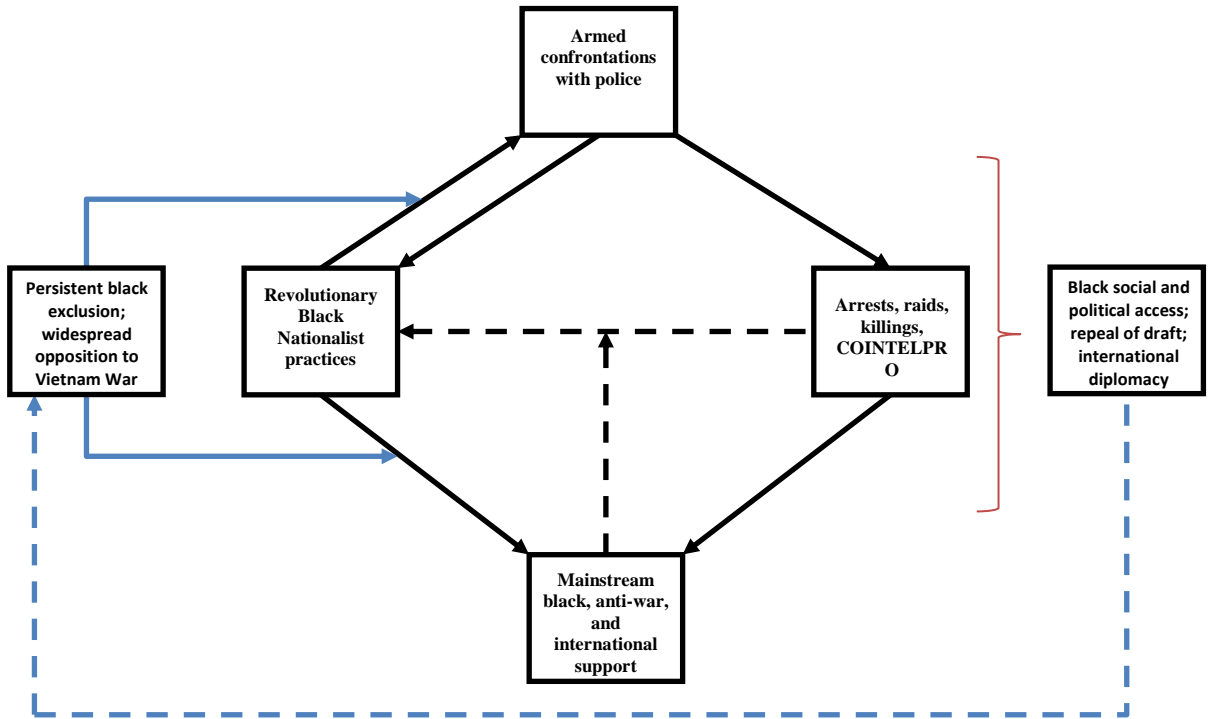 Armed
confrontations
with police
Persistent black
exclusion;
widespread
opposition to
Vietnam War
Revolutionary
Black
Nationalist
practices
Arrests, raids,
killings,
COINTELPR
O
Black social and
political access;
repeal of draft;
international
diplomacy
Mainstream
black, anti-war,
and
international
support